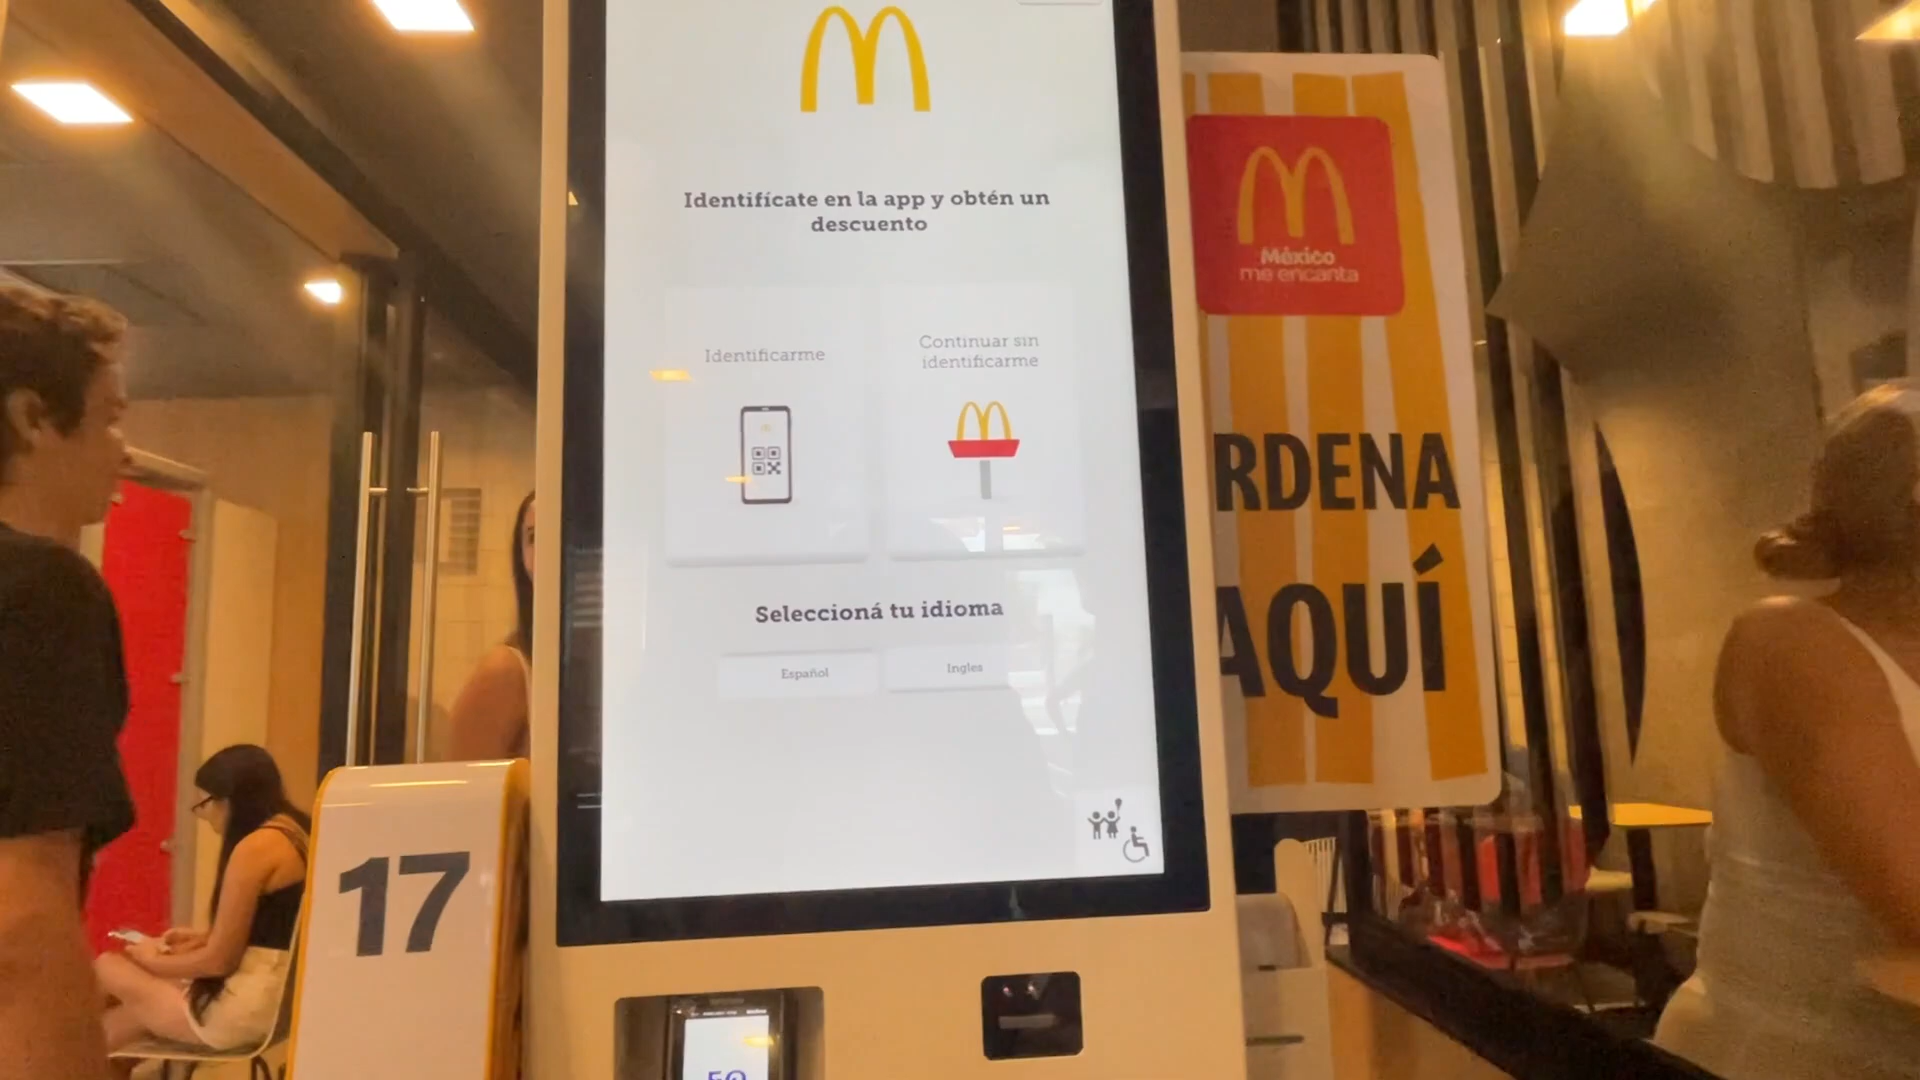 Identifícate en la app y obtén un
descuento
Identificarme
Continuar sin
identificarme
Seleccioná tu idioma
Español
Ingles
México
me encanta
RDENA
AQUÍ
17